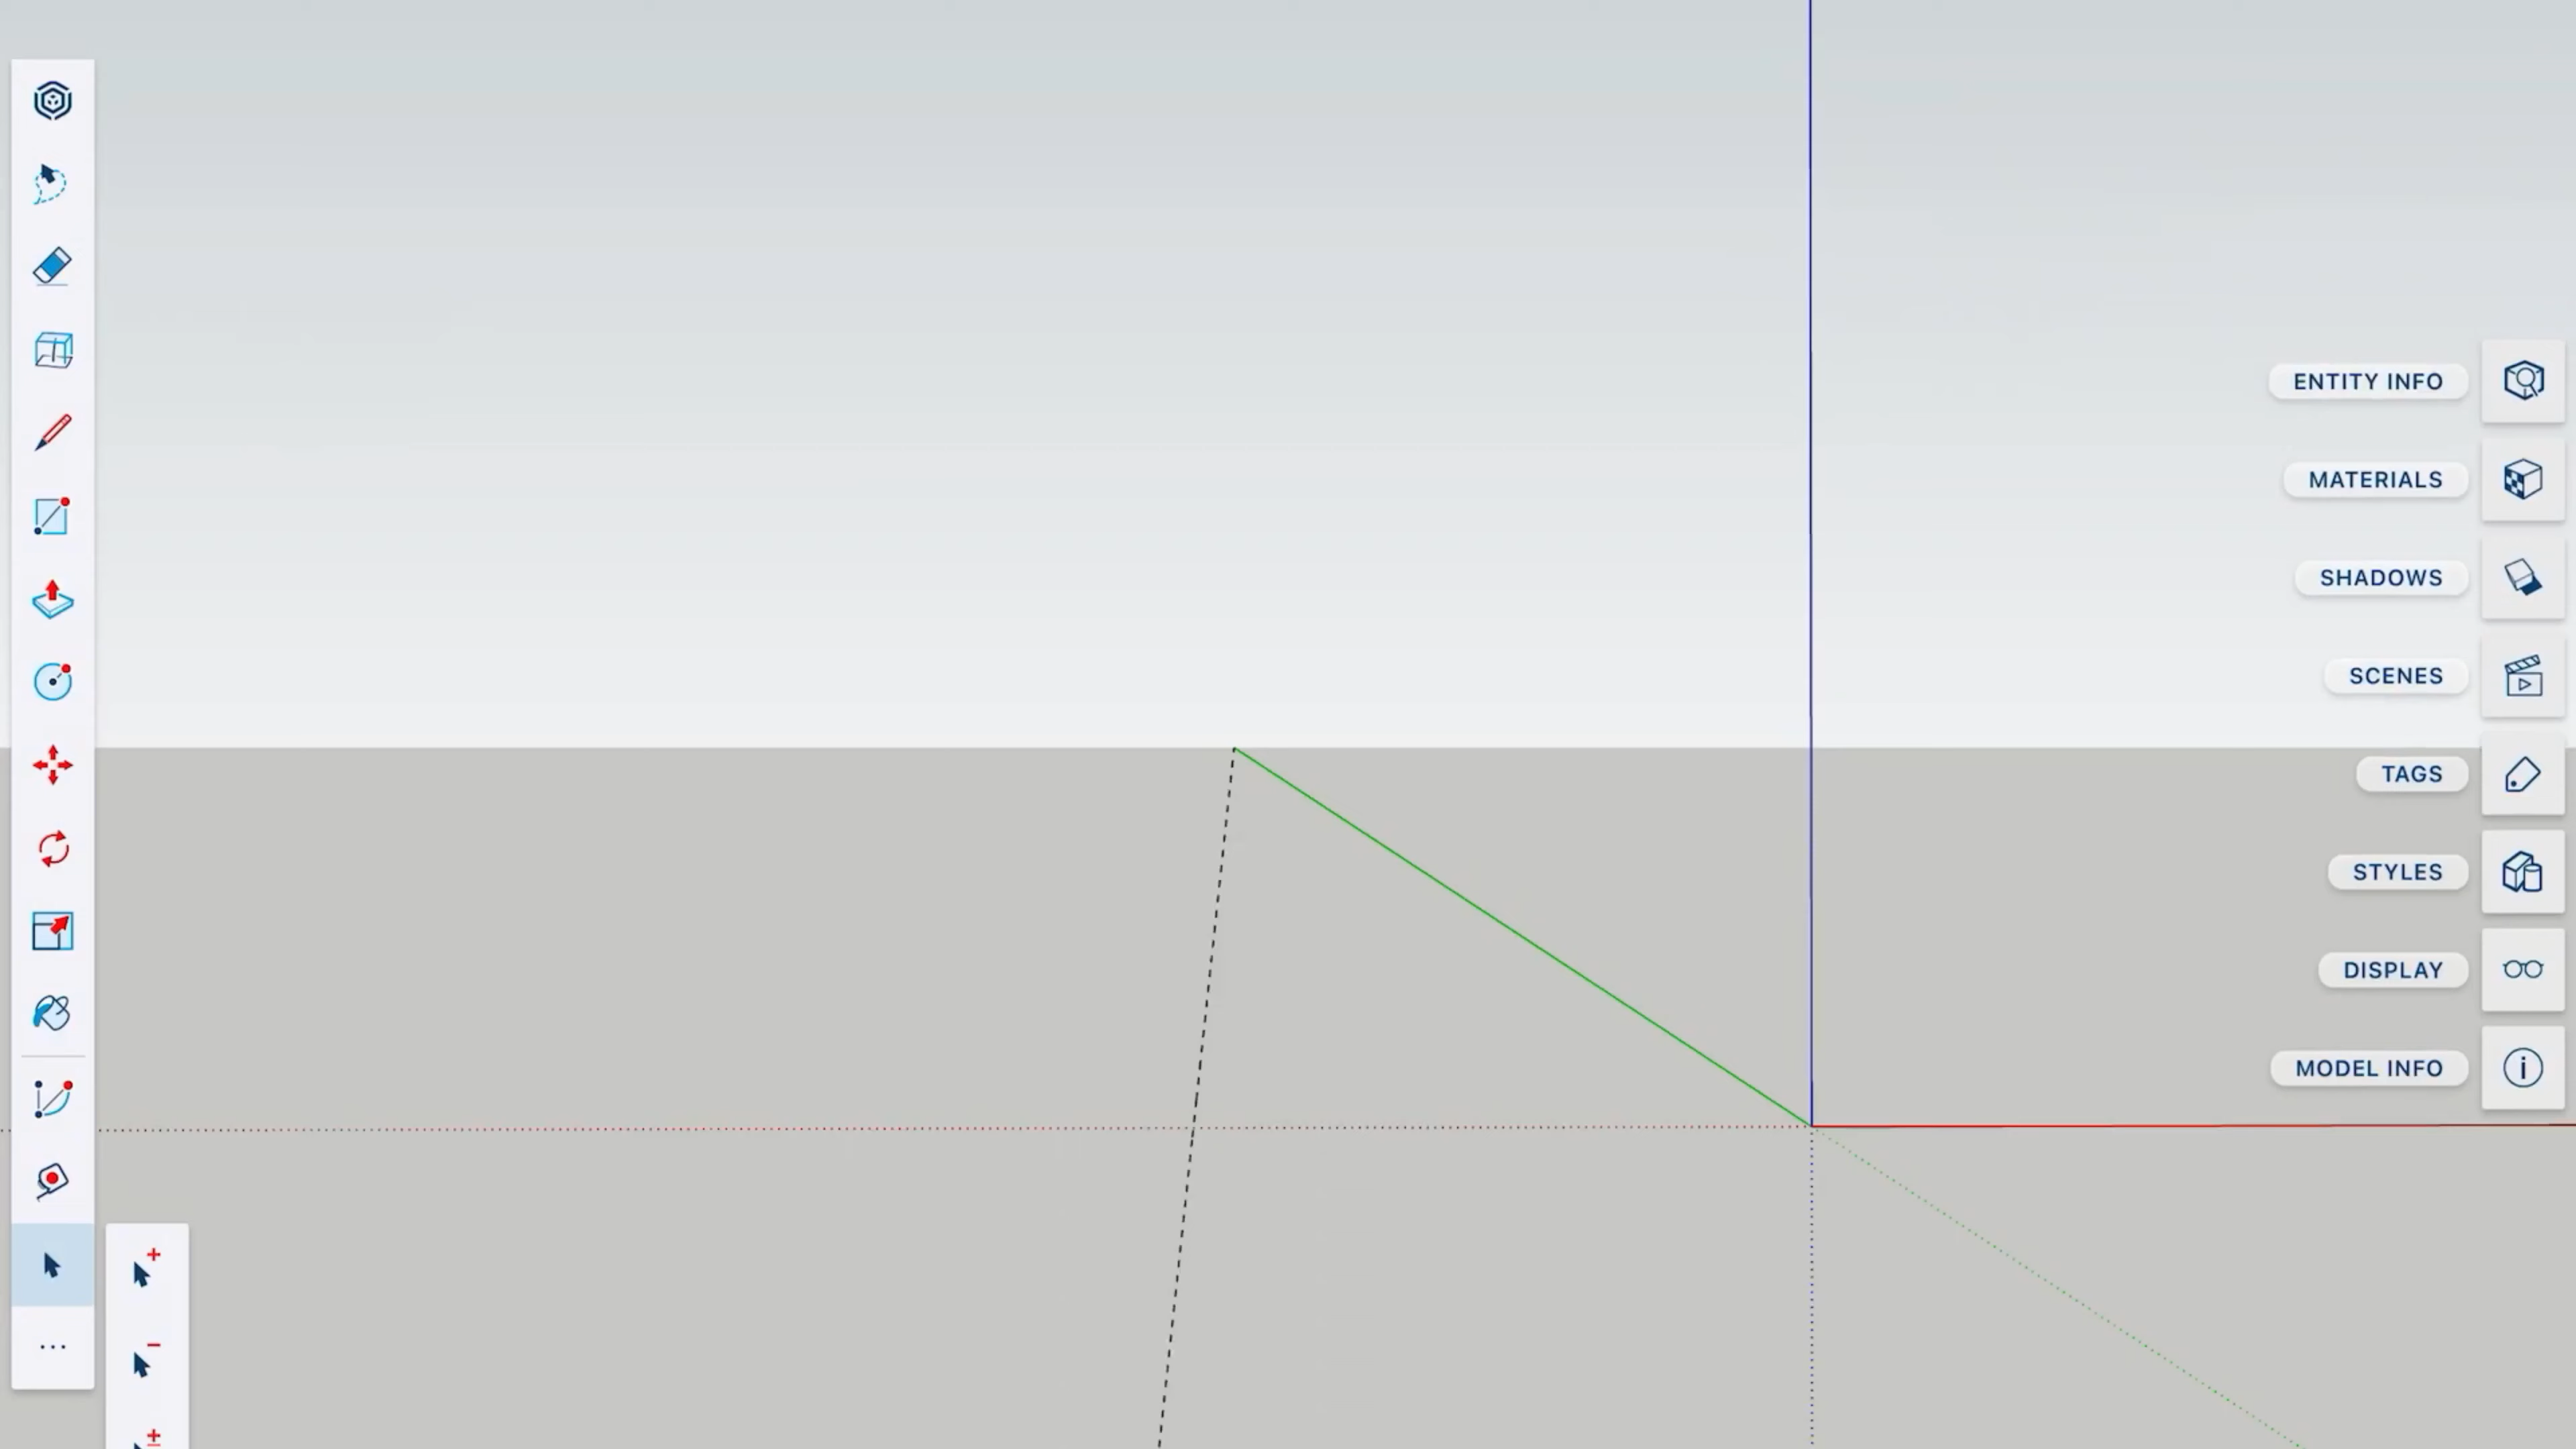 ENTITY INFO
MATERIALS
SHADOWS
SCENES
TAGS
STYLES
DISPLAY
MODEL INFO